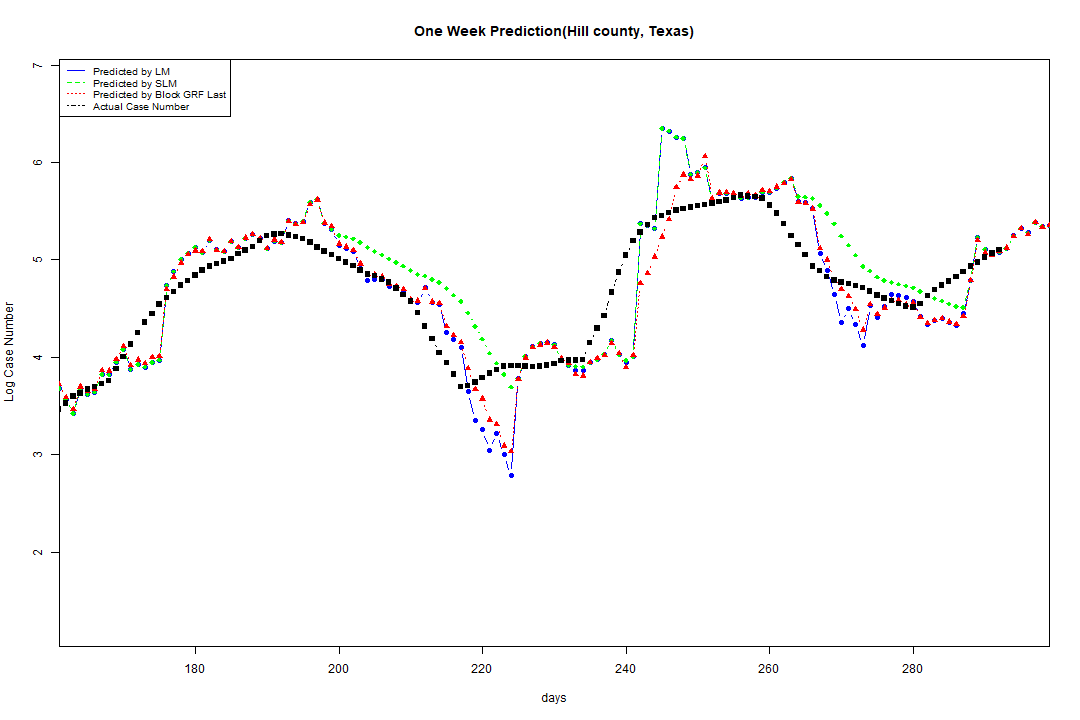 One Week Prediction(Hill county, Texas)
Predicted by LM
Predicted by SLM
Predicted by Block GRF Last
Actual Case Number
7
6
5
4
3
2
Log Case Number
180 200 220 240 260 280
days